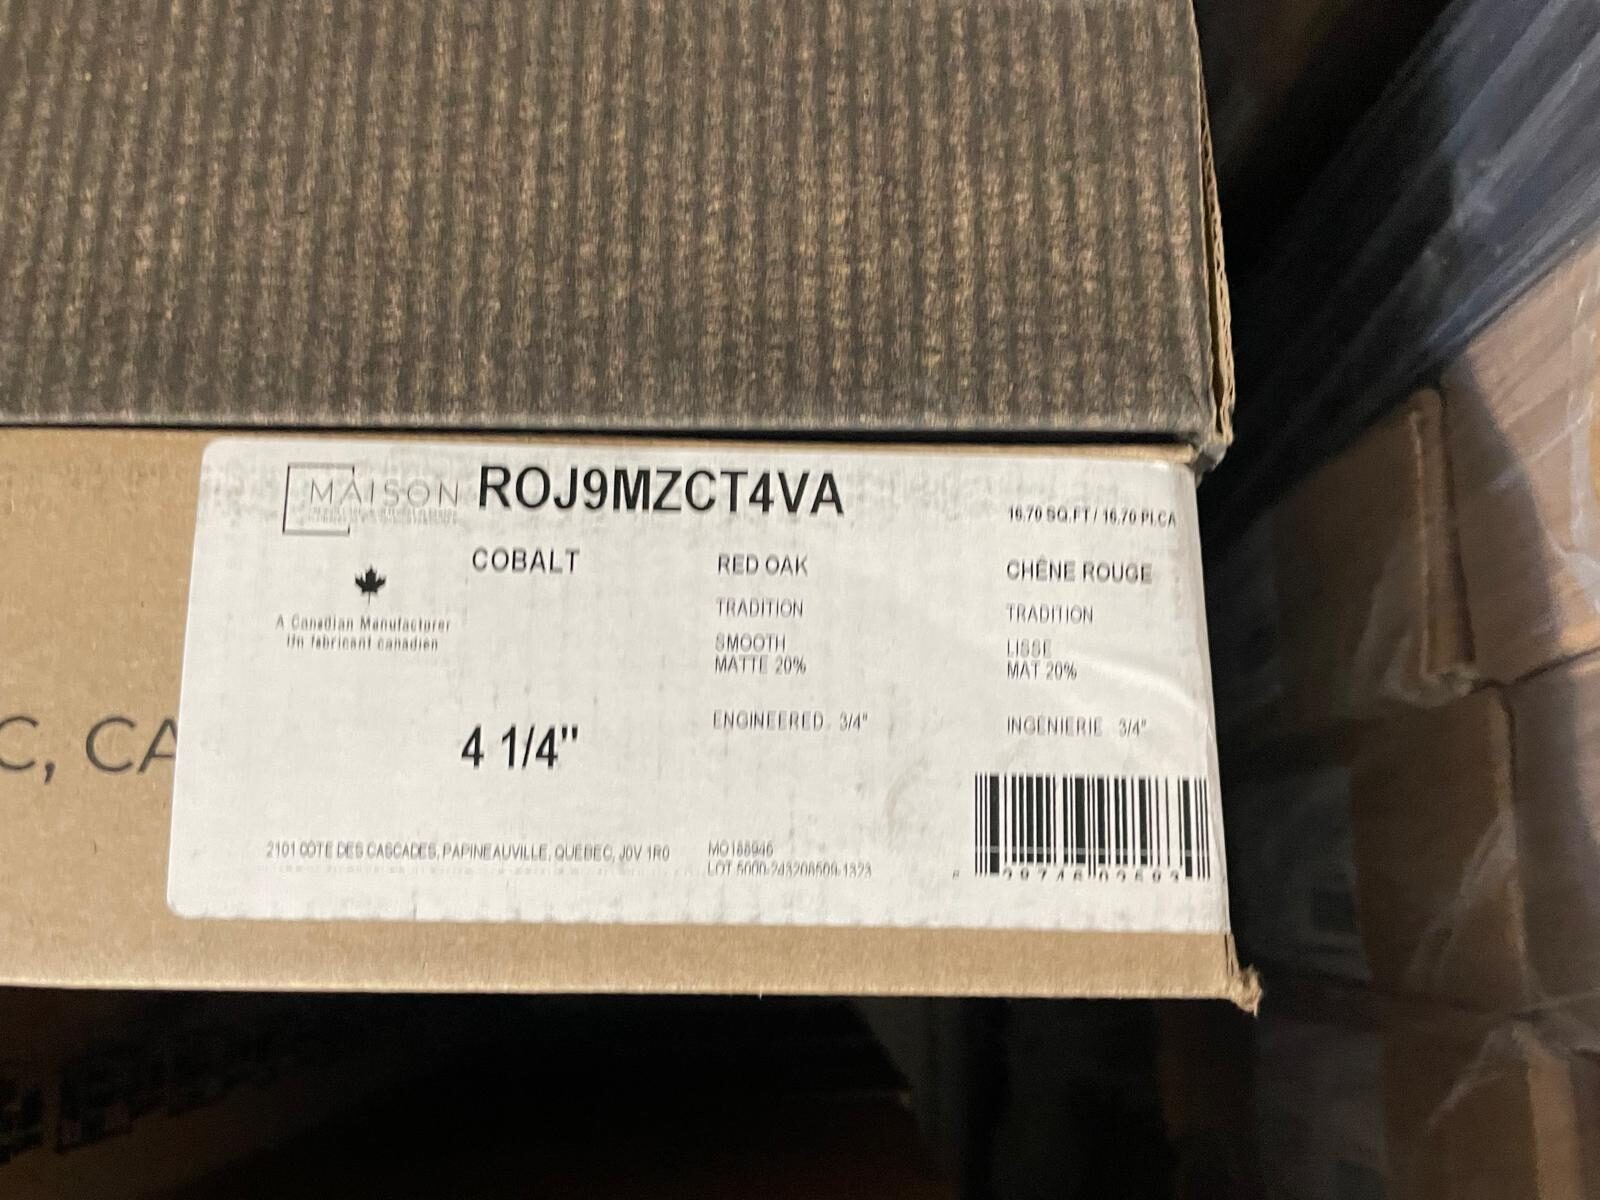 MAISON
ROJ9MZCT4VA
16.70 SQ.FT / 16.70 PI.CA
COBALT
RED OAK
CHÊNE ROUGE
A Canadian Manufacturer
Un fabricant canadien
TRADITION
TRADITION
SMOOTH
LISSE
MATTE 20%
MAT 20%
ENGINEERED 3/4"
INGÉNIERIE 3/4"
4 1/4"
C, CA
2101 CÔTE DES CASCADES, PAPINEAUVILLE, QUÉBEC, J0V 1R0
MO188946
LOT 5000-243208509-1323